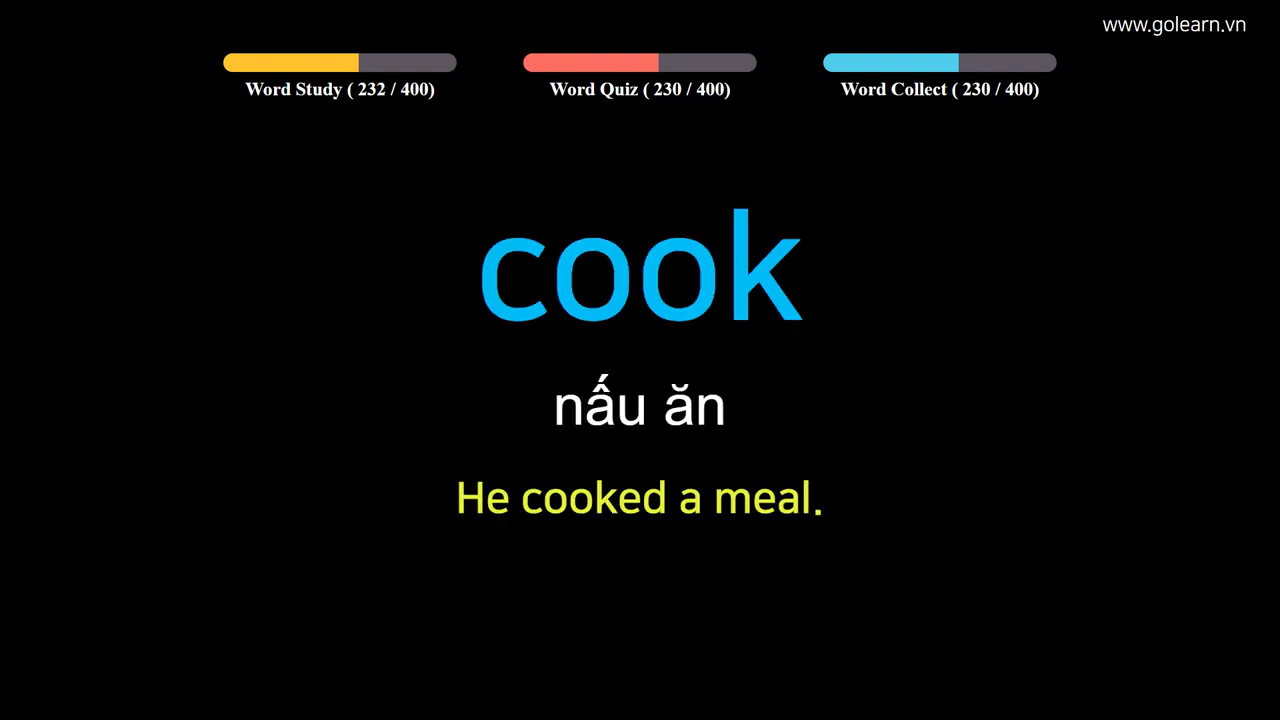 www.golearn.vn
Word Study ( 232 / 400)
Word Quiz ( 230 / 400)
Word Collect ( 230 / 400)
cook
nấu ăn
He cooked a meal.